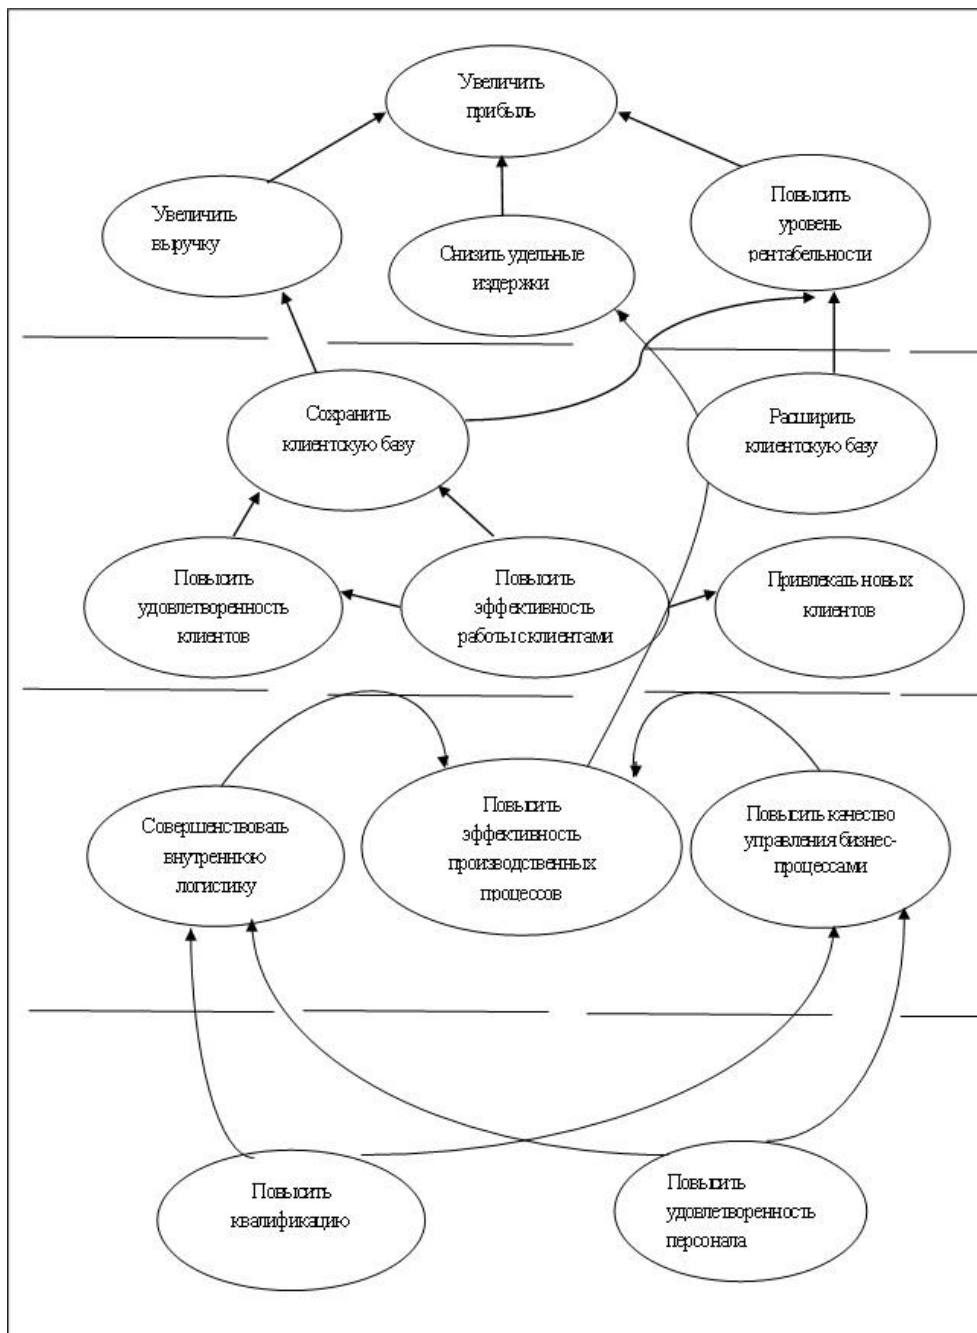 Увеличить
прибыль
Увеличить
выручку
Снизить удельные
издержки
Повысить
уровень
рентабельности
Сохранить
клиентскую базу
Расширить
клиентскую базу
Повысить
удовлетворенность
клиентов
Повысить
эффективность
работы с клиентами
Привлекать новых
клиентов
Совершенствовать
внутреннюю
логистику
Повысить
эффективность
производственных
процессов
Повысить качество
управления бизнес-
процессами
Повысить
квалификацию
Повысить
удовлетворенность
персонала